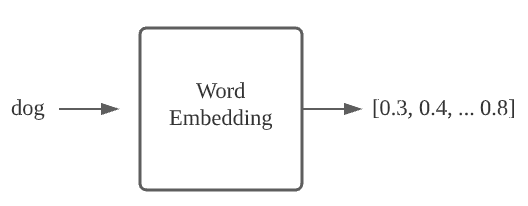 dog
Word
Embedding
[0.3, 0.4, ... 0.8]